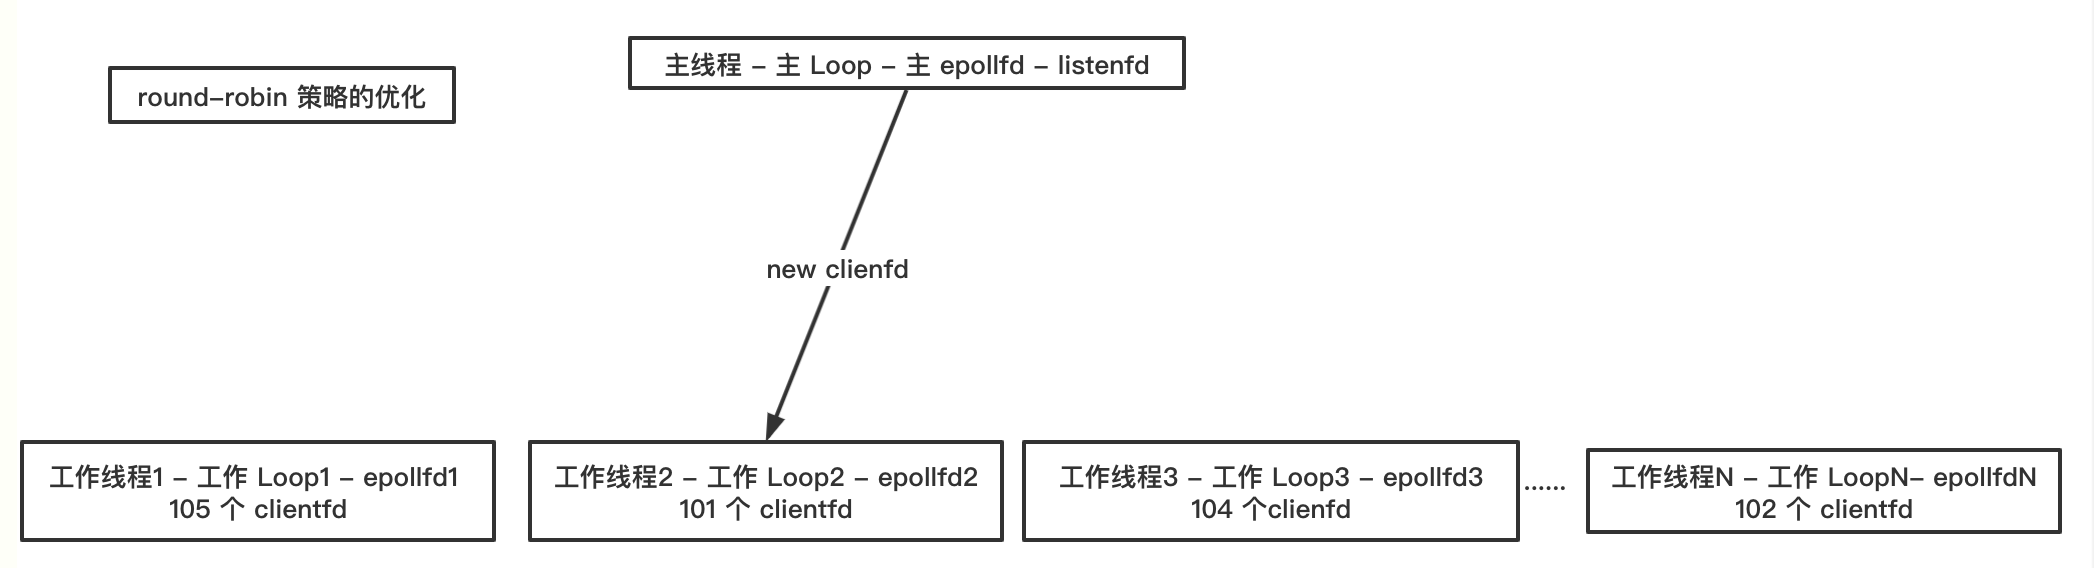 主线程 - 主 Loop - 主 epollfd - listenfd
round-robin 策略的优化
new clienfd
工作线程1 - 工作 Loop1 - epollfd1
105 个 clientfd
工作线程2 - 工作 Loop2 - epollfd2
101 个 clientfd
工作线程3 - 工作 Loop3 - epollfd3
104 个clienfd
......
工作线程N - 工作 LoopN- epollfdN
102 个 clientfd